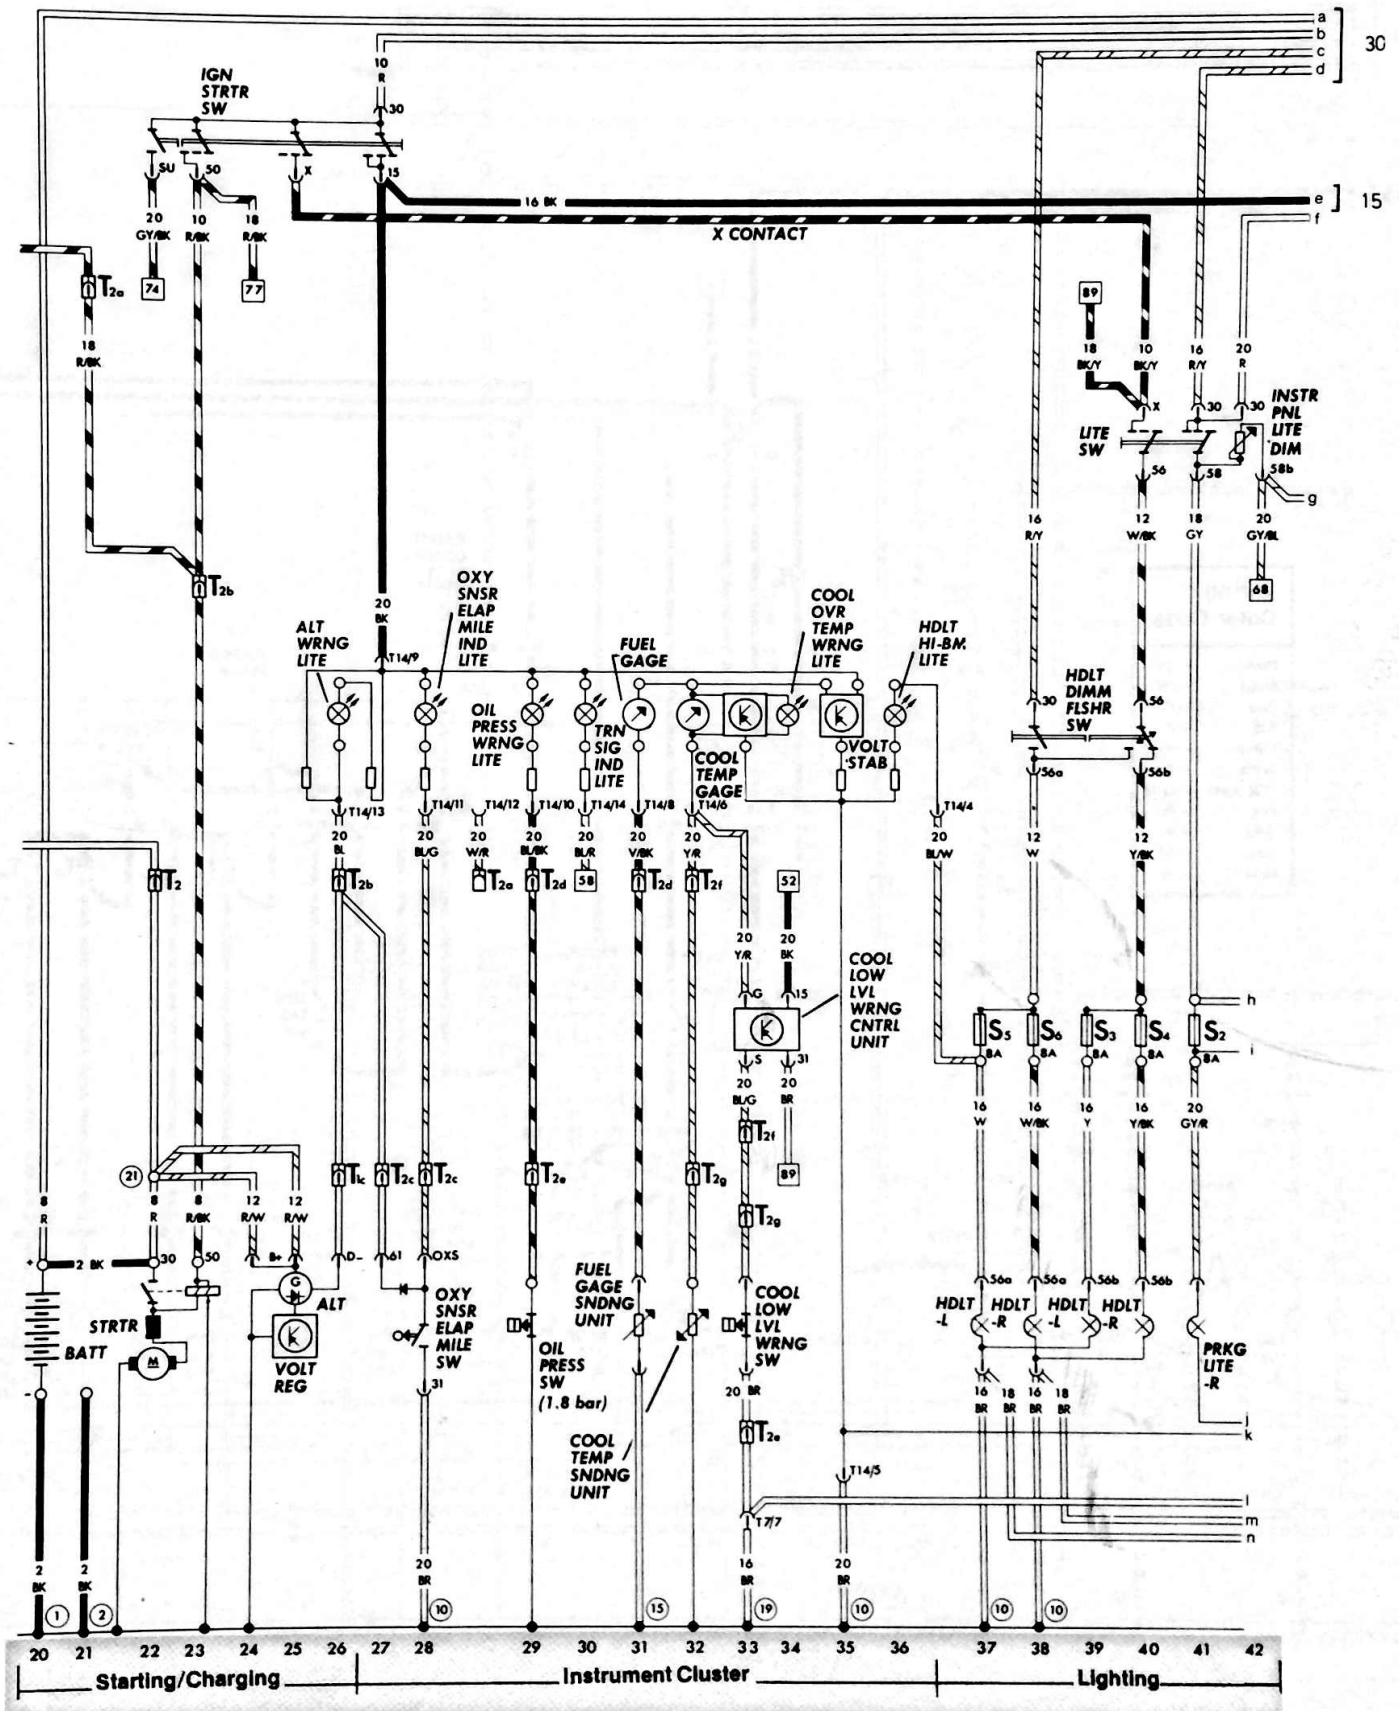 a
b
c
d
30
10
R
30
IGN
STRTR
SW
SU
50
X
15
16 BK
e
15
f
X CONTACT
20
GY/BK
10
R/BK
18
R/BK
T2a
74
77
89
18
R/BK
18
BK/Y
10
BK/Y
16
R/Y
20
R
X
30
30
INSTR
PNL
LITE
DIM
LITE
SW
56
58
58b
g
16
R/Y
12
W/BK
18
GY
20
GY/BL
68
T2b
20
BK
OXY
SNSR
ELAP
MILE
IND
LITE
ALT
WRNG
LITE
T14/9
FUEL
GAGE
COOL
OVR
TEMP
WRNG
LITE
HDLT
HI-BM
LITE
HDLT
DIMM
FLSHR
SW
30
56
OIL
PRESS
WRNG
LITE
TRN
SIG
IND
LITE
COOL
TEMP
GAGE
VOLT
STAB
56a
56b
T14/13
T14/11
T14/12
T14/10
T14/14
T14/8
T14/6
T14/4
20
BL
20
BL/G
20
W/R
20
BL/BK
20
BL/R
20
V/BK
20
Y/R
20
BL/W
12
W
12
Y/BK
T2
T2b
T2a
T2d
58
T2d
T2f
52
20
Y/R
20
BK
COOL
LOW
LVL
WRNG
CNTRL
UNIT
G
15
h
S5
S6
S3
S4
S2
8A
8A
8A
8A
8A
i
S
31
20
BL/G
20
BR
16
W
16
W/BK
16
Y
16
Y/BK
20
GY/R
T2f
21
T1c
T2c
T2c
T2e
T2g
89
T2g
8
R
8
R
8
R/BK
12
R/W
12
R/W
+
2 BK
30
50
B+
D-
61
OXS
G
ALT
STRTR
BATT
M
VOLT
REG
OXY
SNSR
ELAP
MILE
SW
FUEL
GAGE
SNDNG
UNIT
COOL
LOW
LVL
WRNG
SW
56a
56a
56b
56b
HDLT
-L
HDLT
-R
HDLT
-L
HDLT
-R
PRKG
LITE
-R
-
31
OIL
PRESS
SW
(1.8 bar)
20 BR
16
BR
18
BR
16
BR
18
BR
j
k
COOL
TEMP
SNDNG
UNIT
T2e
T14/5
l
T7/7
m
n
2
BK
2
BK
20
BR
16
BR
20
BR
1
2
10
15
19
10
10
10
20 21 22 23 24 25 26 27 28 29 30 31 32 33 34 35 36 37 38 39 40 41 42
Starting/Charging
Instrument Cluster
Lighting